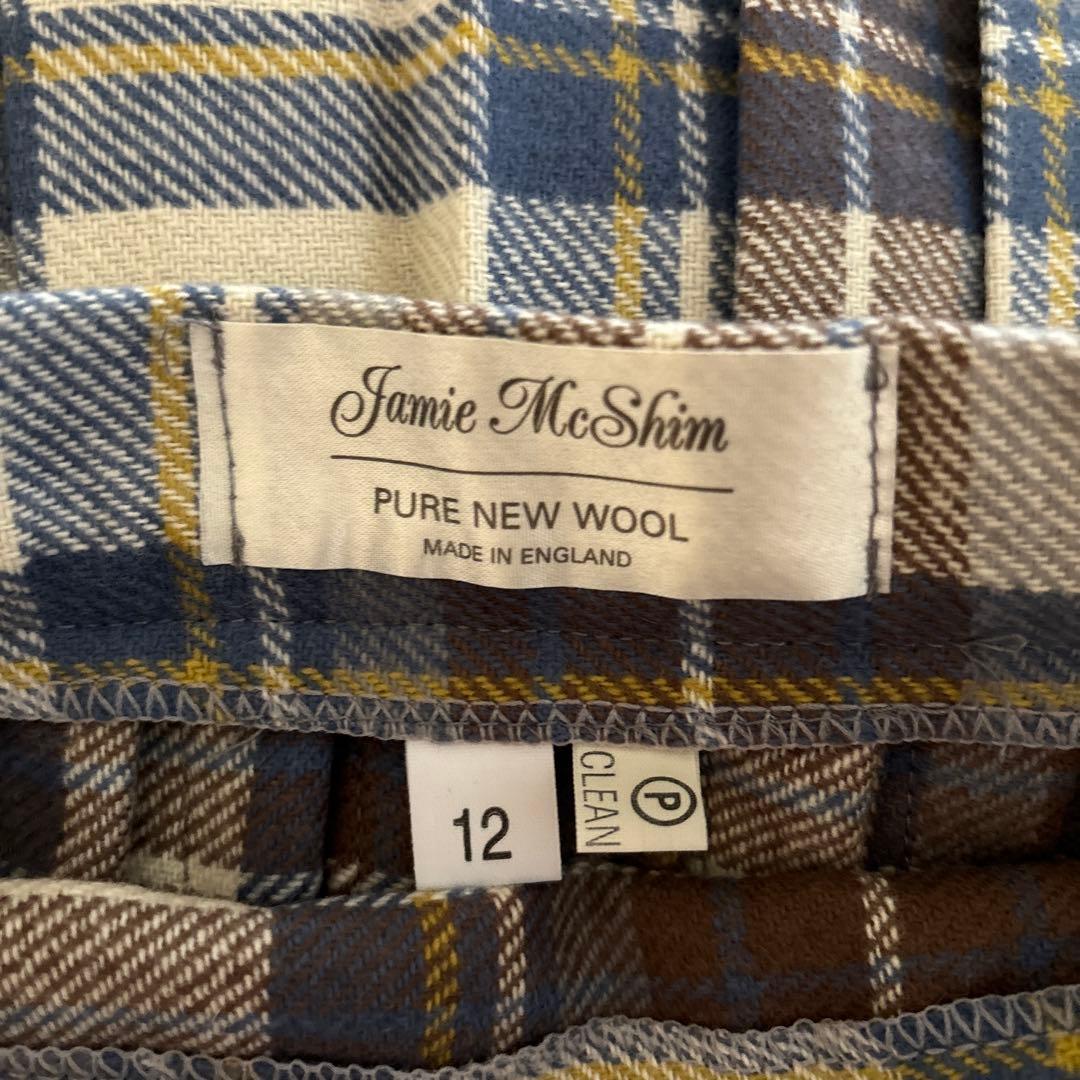 Jamie McShim
PURE NEW WOOL
MADE IN ENGLAND
12
CLEAN
P